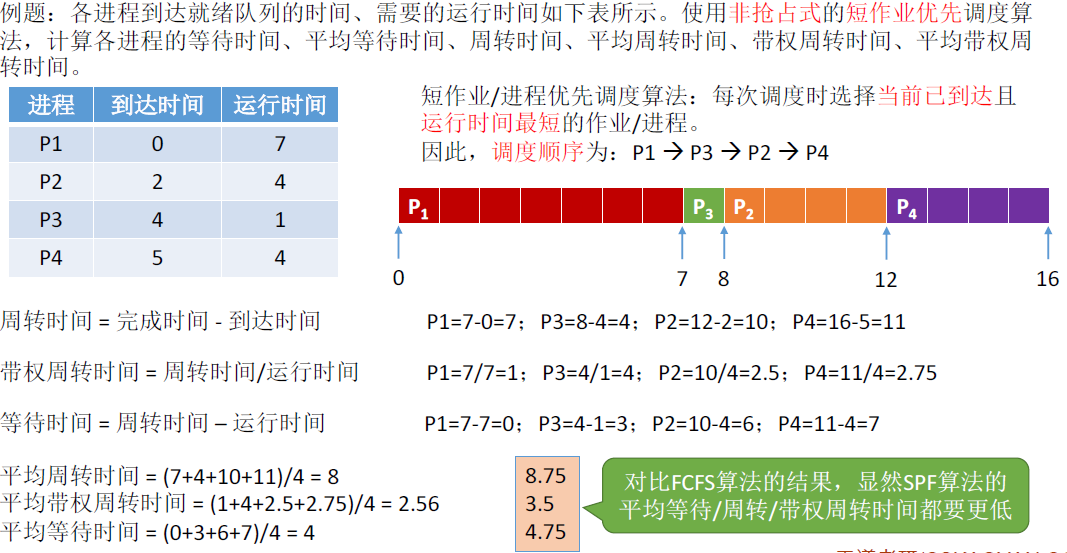 例题：各进程到达就绪队列的时间、需要的运行时间如下表所示。使用非抢占式的短作业优先调度算
法，计算各进程的等待时间、平均等待时间、周转时间、平均周转时间、带权周转时间、平均带权周
转时间。
进程 到达时间 运行时间
P1 0 7
P2 2 4
P3 4 1
P4 5 4
短作业/进程优先调度算法：每次调度时选择当前已到达且
运行时间最短的作业/进程。
因此，调度顺序为：P1 → P3 → P2 → P4
P1 P3 P2 P4
0 7 8 12 16
周转时间 = 完成时间 - 到达时间 P1=7-0=7；P3=8-4=4；P2=12-2=10；P4=16-5=11
带权周转时间 = 周转时间/运行时间 P1=7/7=1；P3=4/1=4；P2=10/4=2.5；P4=11/4=2.75
等待时间 = 周转时间 – 运行时间 P1=7-7=0；P3=4-1=3；P2=10-4=6；P4=11-4=7
平均周转时间 = (7+4+10+11)/4 = 8 8.75
平均带权周转时间 = (1+4+2.5+2.75)/4 = 2.56 3.5
平均等待时间 = (0+3+6+7)/4 = 4 4.75
对比FCFS算法的结果，显然SPF算法的
平均等待/周转/带权周转时间都要更低